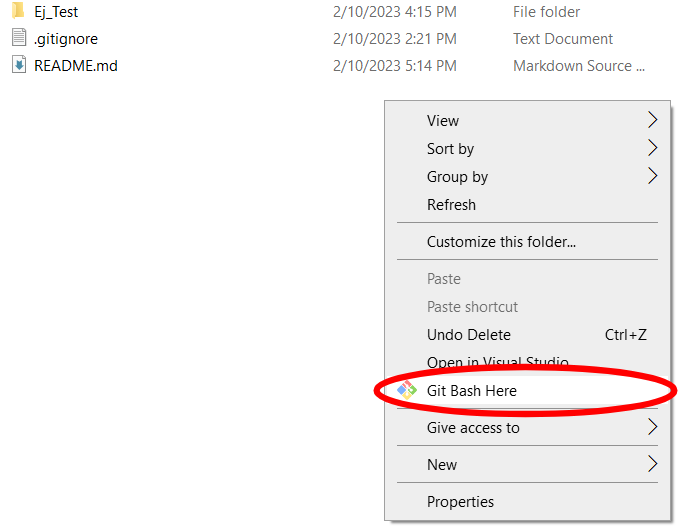 Ej_Test 2/10/2023 4:15 PM File folder
.gitignore 2/10/2023 2:21 PM Text Document
README.md 2/10/2023 5:14 PM Markdown Source ...
View
Sort by
Group by
Refresh
Customize this folder...
Paste
Paste shortcut
Undo Delete Ctrl+Z
Open in Visual Studio
Git Bash Here
Give access to
New
Properties